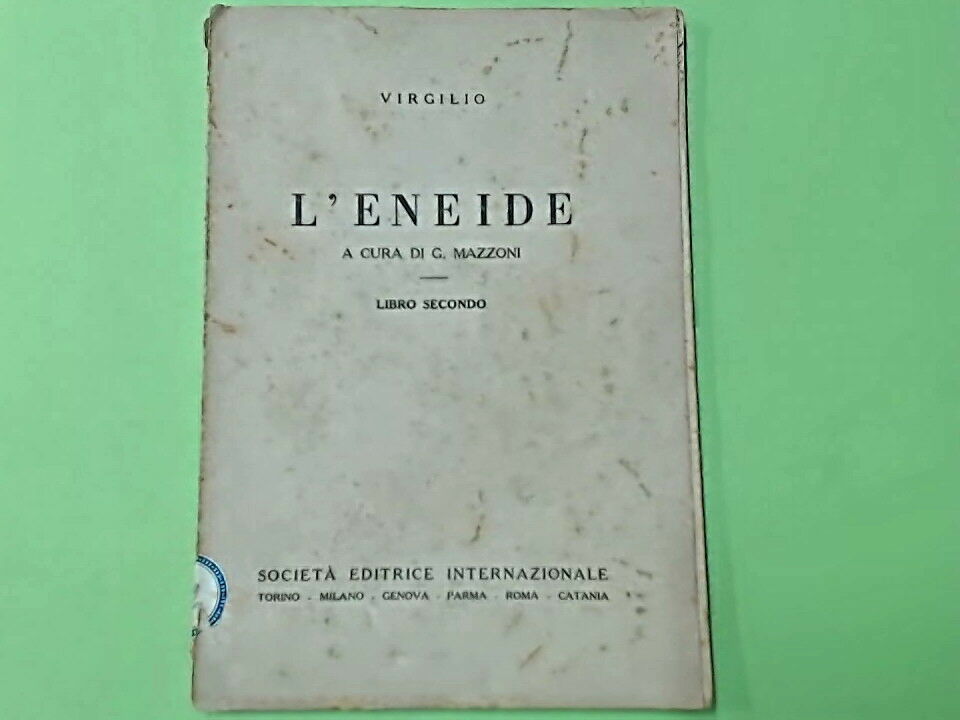 VIRGILIO
L'ENEIDE
A CURA DI G. MAZZONI
LIBRO SECONDO
SOCIETÀ EDITRICE INTERNAZIONALE
TORINO - MILANO - GENOVA - PARMA - ROMA - CATANIA